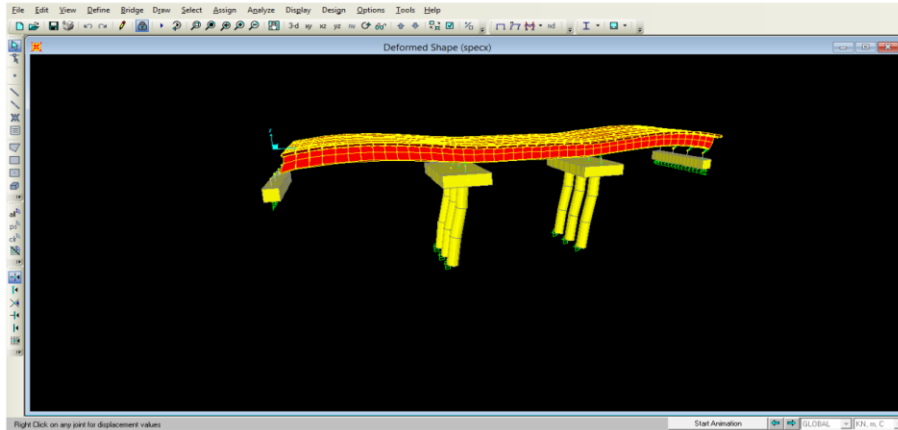 File Edit View Define Bridge Draw Select Assign Analyze Display Design Options Tools Help
3-d xy xz yz nv nd
Deformed Shape (specx)
Right Click on any joint for displacement values
Start Animation
GLOBAL
KN, m, C